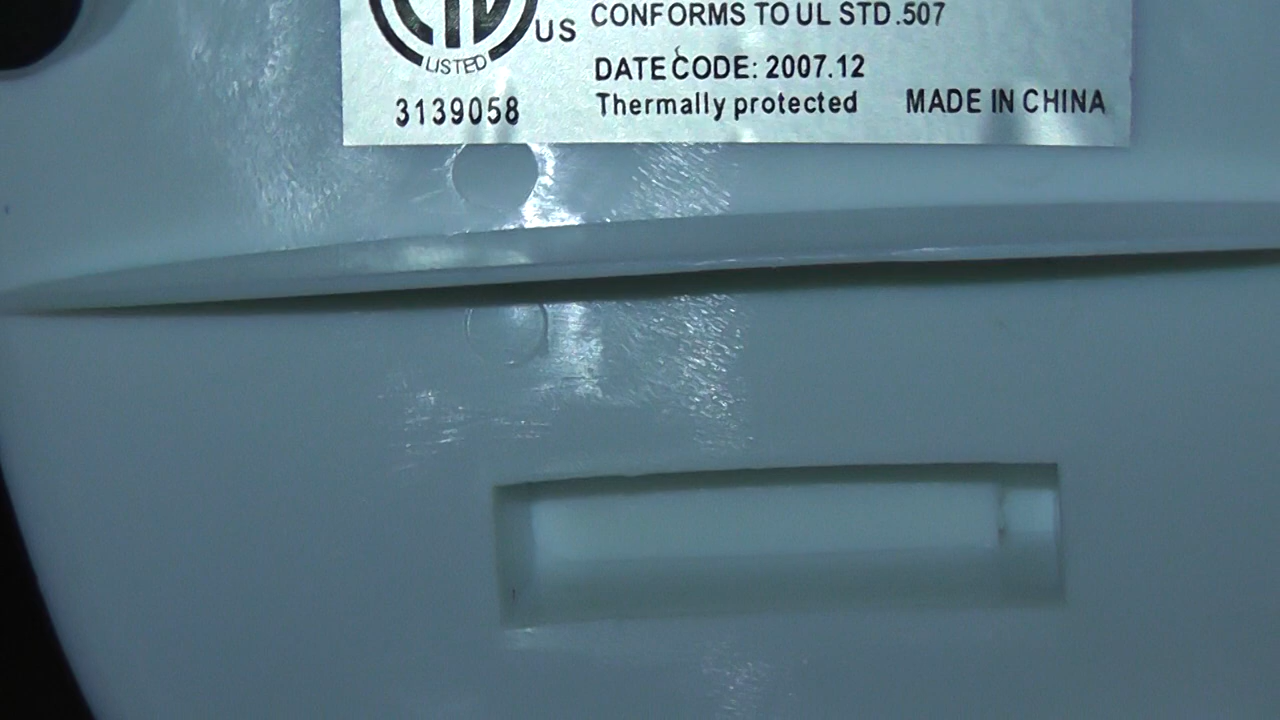 US CONFORMS TO UL STD.507
LISTED
DATE CODE: 2007.12
3139058 Thermally protected MADE IN CHINA